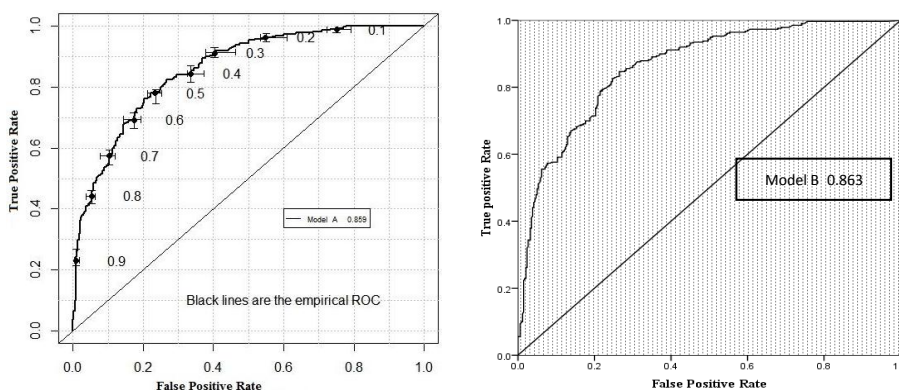 True Positive Rate
1.0
0.8
0.6
0.4
0.2
0.0
0.1
0.2
0.3
0.4
0.5
0.6
0.7
0.8
0.9
Model A 0.859
Black lines are the empirical ROC
0.0 0.2 0.4 0.6 0.8 1.0
False Positive Rate
True positive Rate
1.0
0.8
0.6
0.4
0.2
0.0
Model B 0.863
0.0 0.2 0.4 0.6 0.8 1.0
False Positive Rate